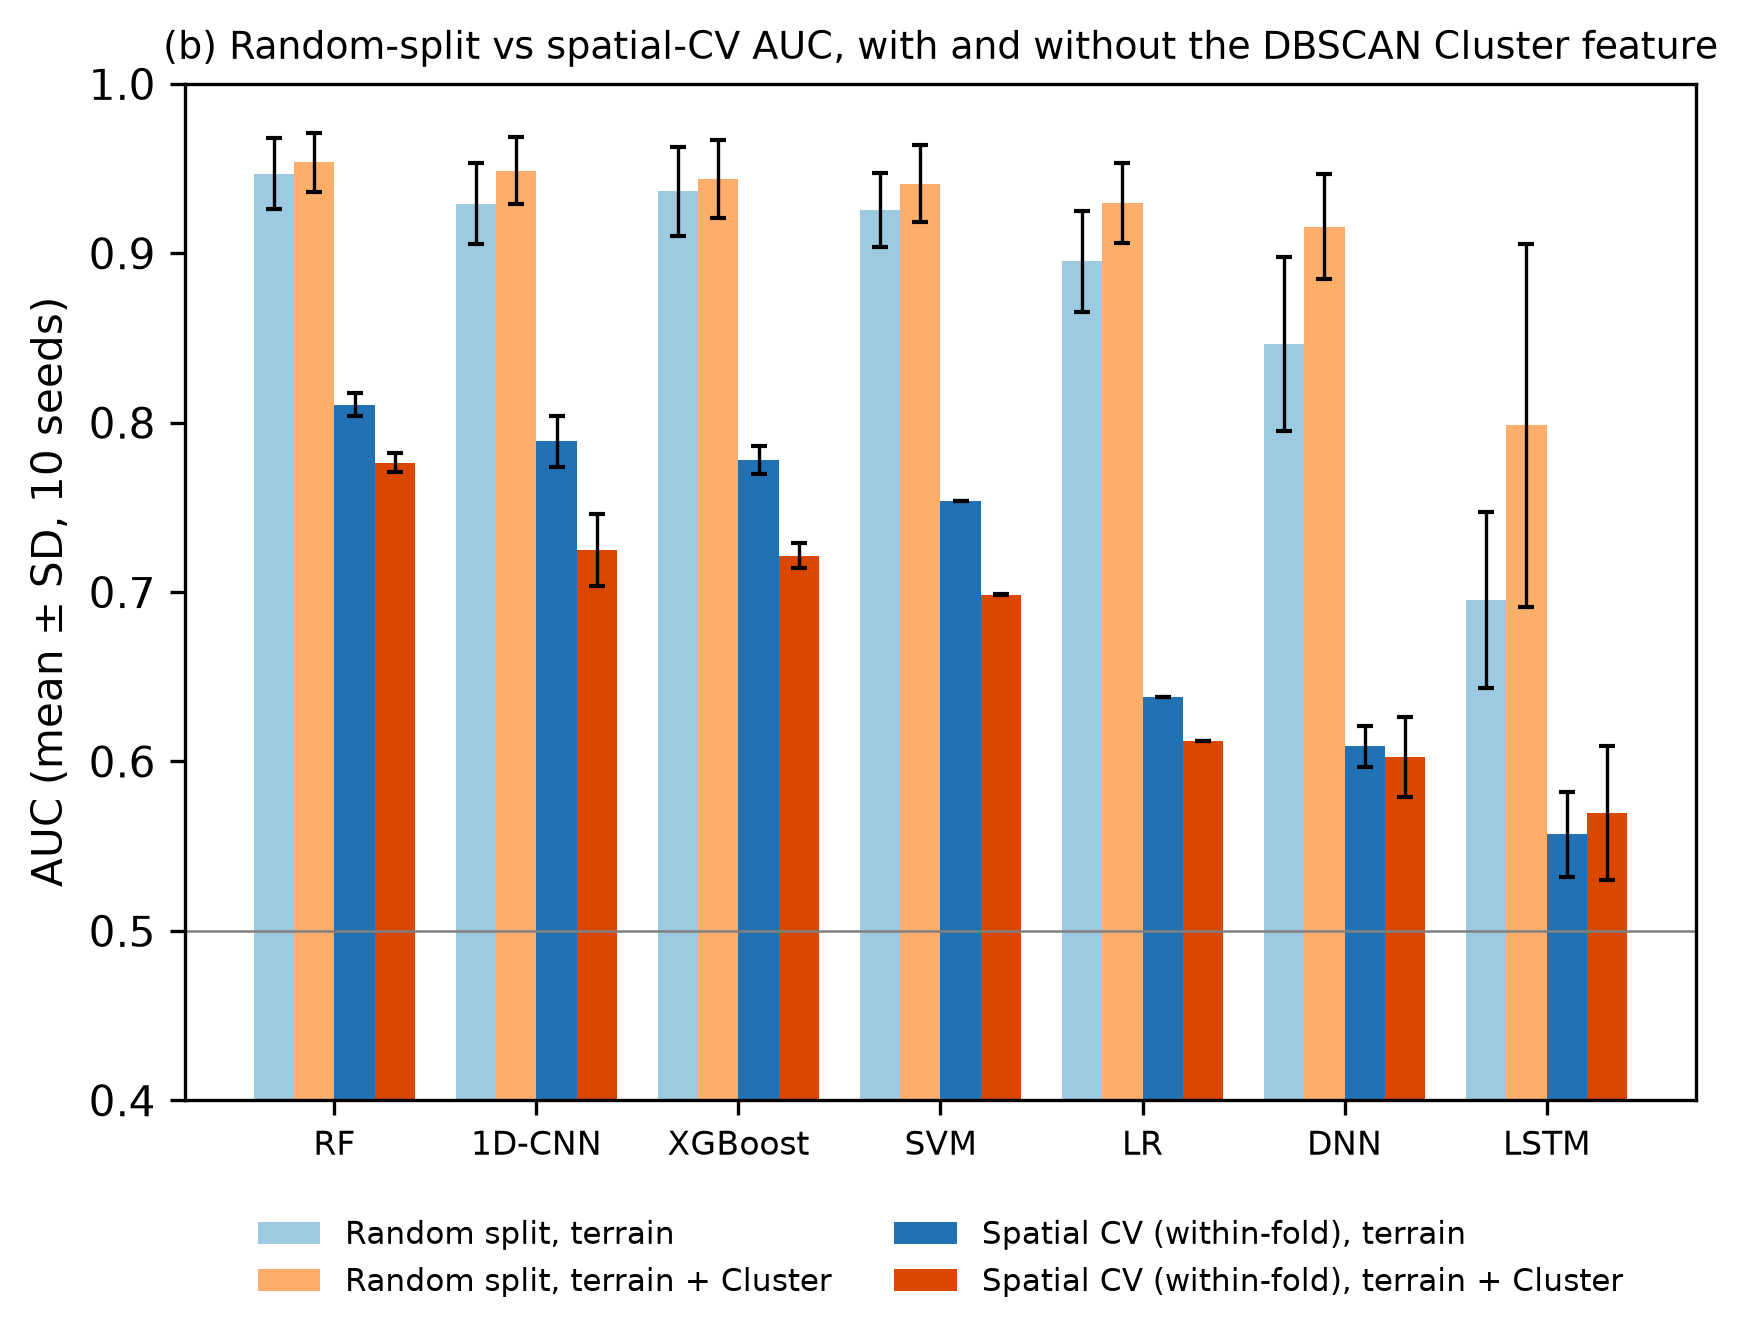 (b) Random-split vs spatial-CV AUC, with and without the DBSCAN Cluster feature
AUC (mean ± SD, 10 seeds)
1.0
0.9
0.8
0.7
0.6
0.5
0.4
RF
1D-CNN
XGBoost
SVM
LR
DNN
LSTM
Random split, terrain
Random split, terrain + Cluster
Spatial CV (within-fold), terrain
Spatial CV (within-fold), terrain + Cluster